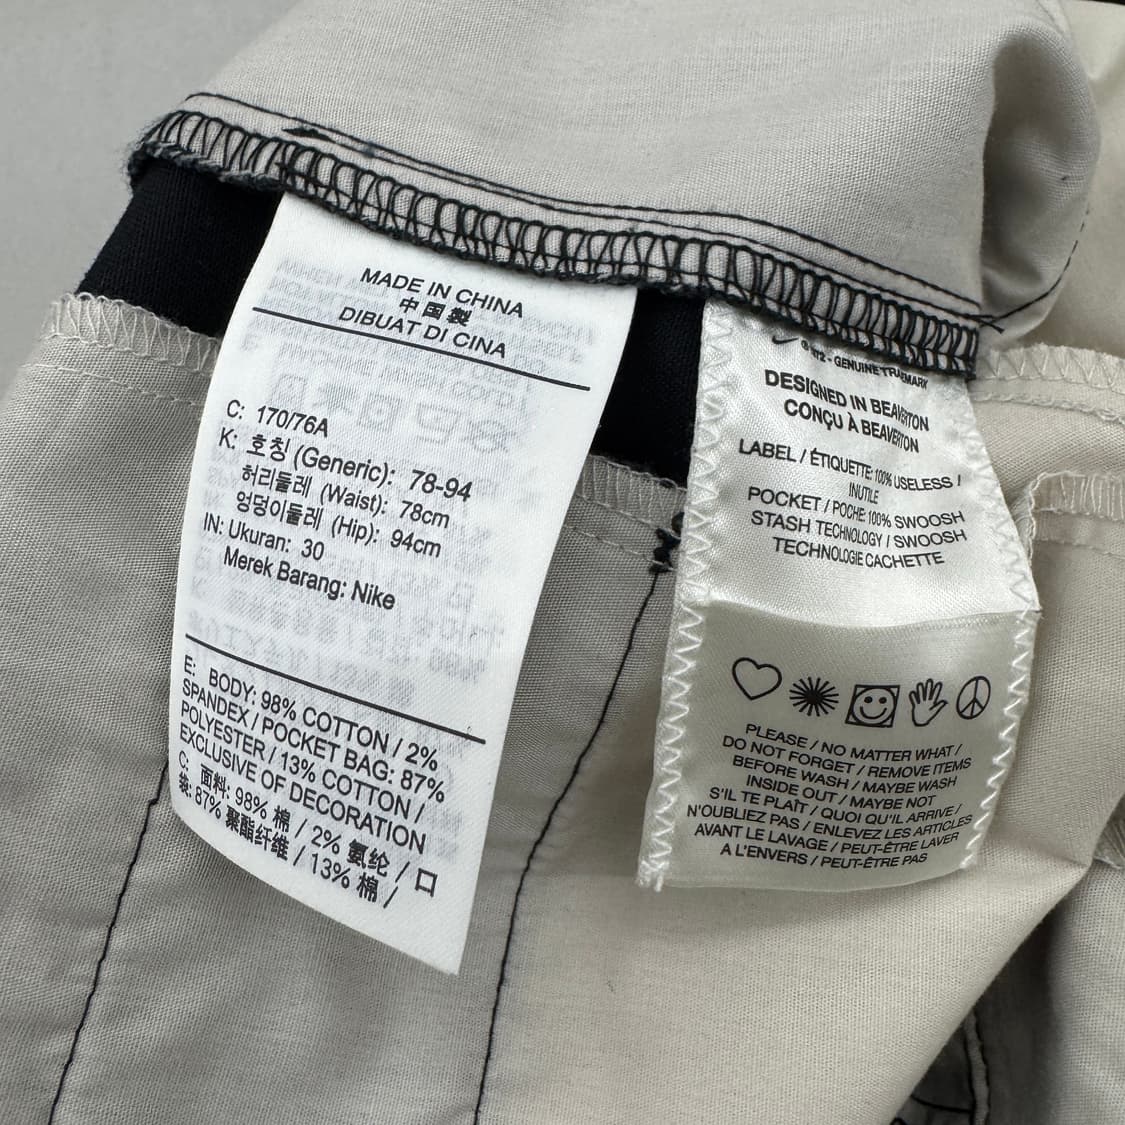 MADE IN CHINA
中国製
DIBUAT DI CINA
C: 170/76A
K: 호칭 (Generic): 78-94
허리둘레 (Waist): 78cm
엉덩이둘레 (Hip): 94cm
IN: Ukuran: 30
Merek Barang: Nike
E: BODY: 98% COTTON / 2%
SPANDEX / POCKET BAG: 87%
POLYESTER / 13% COTTON /
EXCLUSIVE OF DECORATION
C: 面料: 98% 棉 / 2% 氨纶 / 口
袋: 87% 聚酯纤维 / 13% 棉 /
GENUINE
DESIGNED IN BEAVERTON
CONÇU À BEAVERTON
LABEL / ÉTIQUETTE: 100% USELESS /
INUTILE
POCKET / POCHE: 100% SWOOSH
STASH TECHNOLOGY / SWOOSH
TECHNOLOGIE CACHETTE
PLEASE / NO MATTER WHAT /
DO NOT FORGET / REMOVE ITEMS
BEFORE WASH / MAYBE WASH
INSIDE OUT / MAYBE NOT
S'IL TE PLAÎT / QUOI QU'IL ARRIVE /
N'OUBLIEZ PAS / ENLEVEZ LES ARTICLES
AVANT LE LAVAGE / PEUT-ÊTRE LAVER
A L'ENVERS / PEUT-ÊTRE PAS